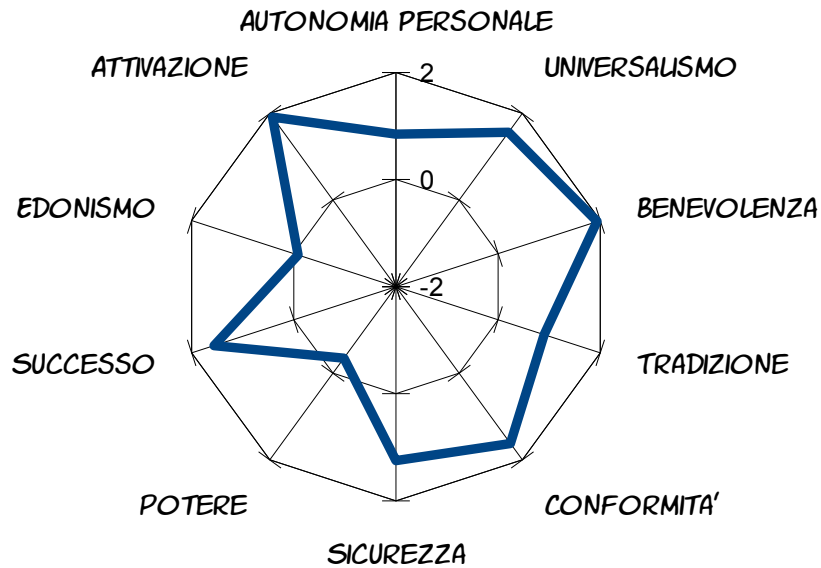 AUTONOMIA PERSONALE
ATTIVAZIONE
UNIVERSALISMO
2
0
-2
EDONISMO
BENEVOLENZA
SUCCESSO
TRADIZIONE
POTERE
CONFORMITA'
SICUREZZA